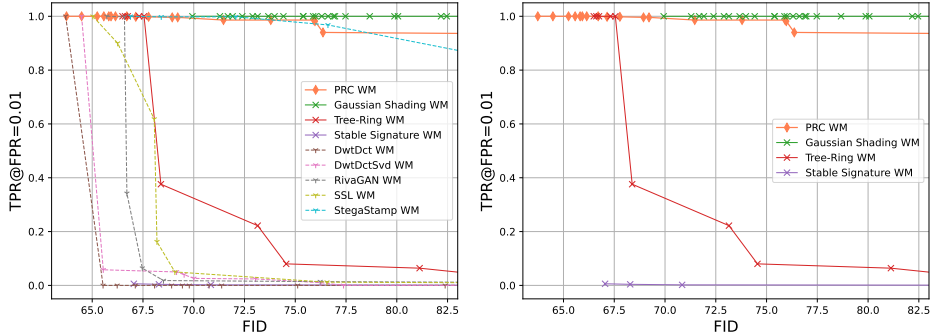 TPR@FPR=0.01
1.0
0.8
0.6
0.4
0.2
0.0
65.0 67.5 70.0 72.5 75.0 77.5 80.0 82.5
FID
PRC WM
Gaussian Shading WM
Tree-Ring WM
Stable Signature WM
DwtDct WM
DwtDctSvd WM
RivaGAN WM
SSL WM
StegaStamp WM
TPR@FPR=0.01
1.0
0.8
0.6
0.4
0.2
0.0
65.0 67.5 70.0 72.5 75.0 77.5 80.0 82.5
FID
PRC WM
Gaussian Shading WM
Tree-Ring WM
Stable Signature WM